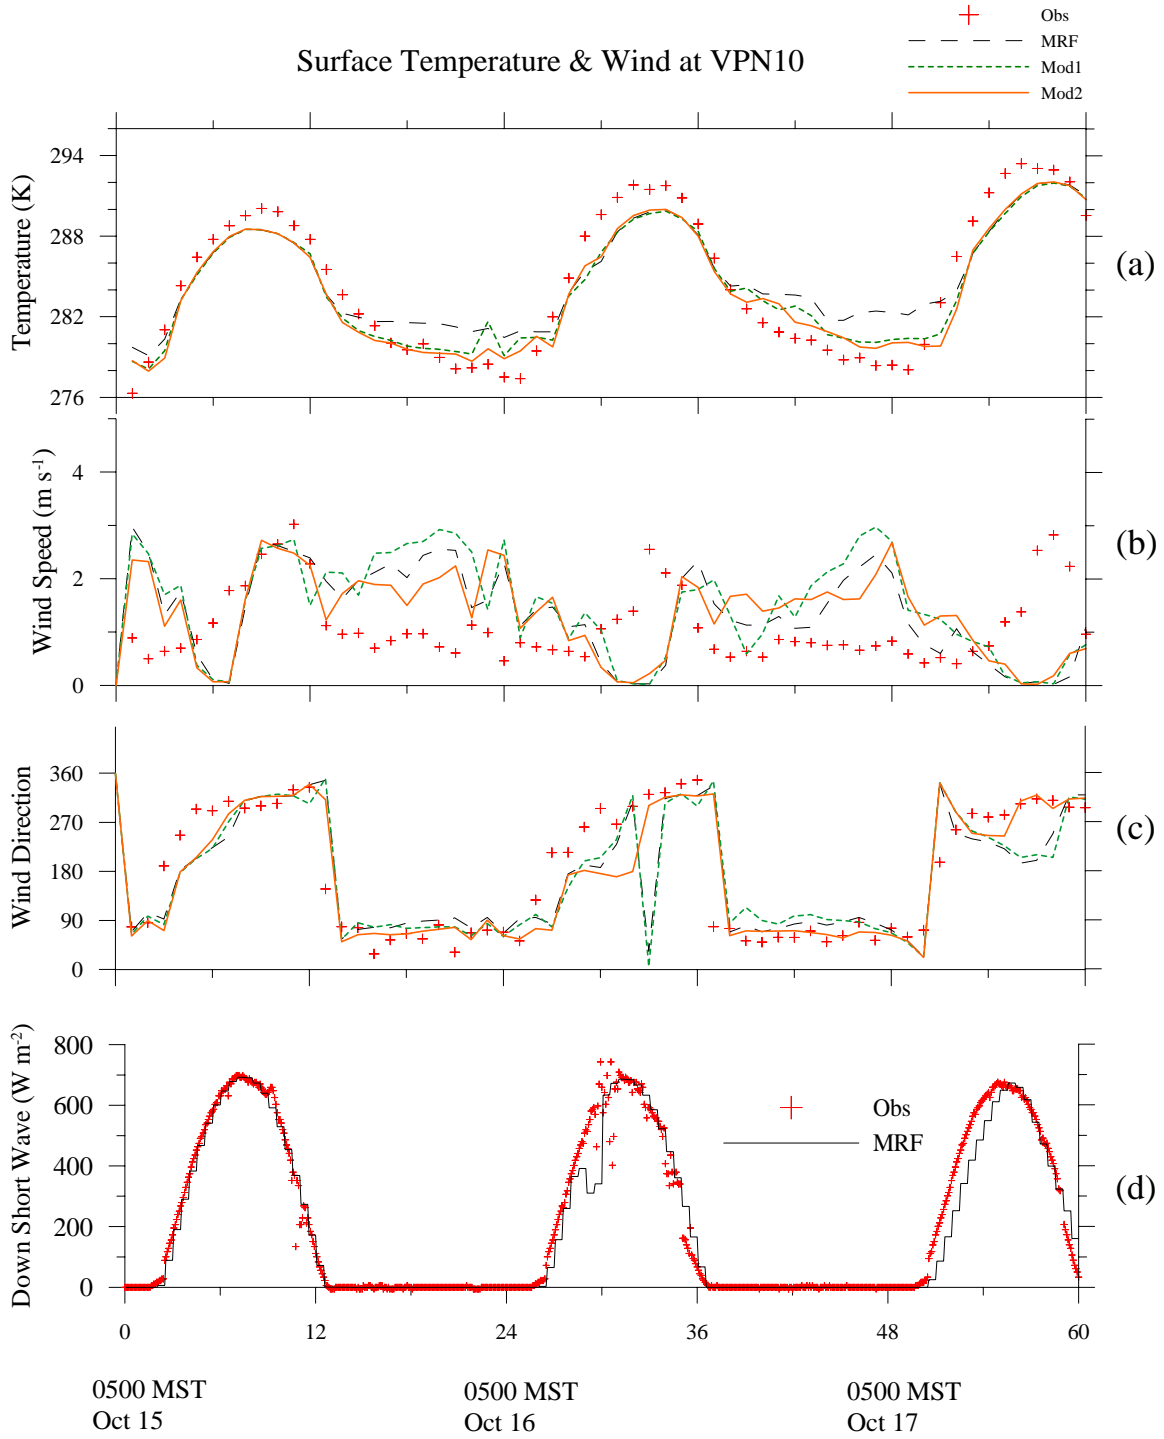 Surface Temperature & Wind at VPN10
Obs
MRF
Mod1
Mod2
Temperature (K)
294
288
282
276
(a)
Wind Speed (m s-1)
4
2
0
(b)
Wind Direction
360
270
180
90
0
(c)
Down Short Wave (W m-2)
800
600
400
200
0
Obs
MRF
(d)
0 12 24 36 48 60
0500 MST 0500 MST 0500 MST
Oct 15 Oct 16 Oct 17